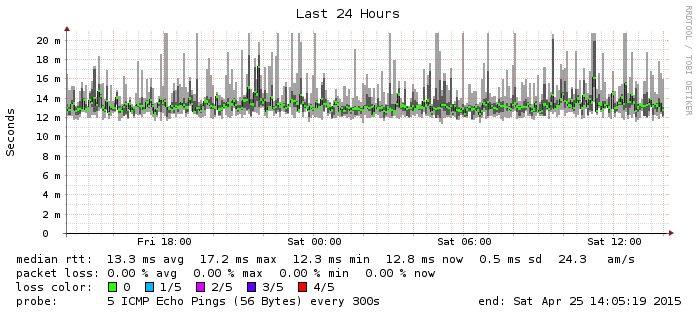 Last 24 Hours
RRDTOOL / TOBI OETIKER
Seconds
20 m
18 m
16 m
14 m
12 m
10 m
8 m
6 m
4 m
2 m
0
Fri 18:00 Sat 00:00 Sat 06:00 Sat 12:00
median rtt: 13.3 ms avg 17.2 ms max 12.3 ms min 12.8 ms now 0.5 ms sd 24.3 am/s
packet loss: 0.00 % avg 0.00 % max 0.00 % min 0.00 % now
loss color: 0 1/5 2/5 3/5 4/5
probe: 5 ICMP Echo Pings (56 Bytes) every 300s end: Sat Apr 25 14:05:19 2015